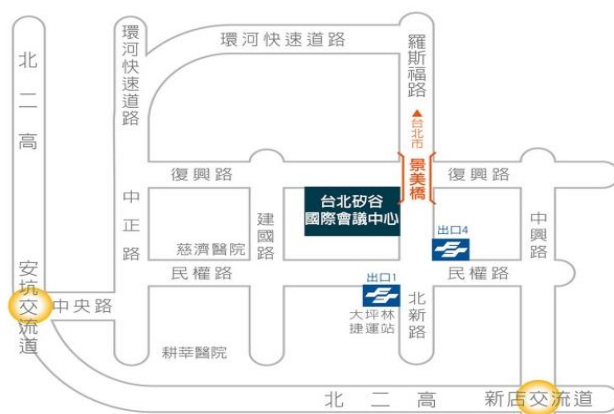 北二高
環河快速道路
環河快速道路
羅斯福路
▲台北市
景美橋
復興路
復興路
台北矽谷
國際會議中心
中正路
建國路
中興路
出口4
慈濟醫院
民權路
民權路
出口1
大坪林
捷運站
北新路
安坑交流道
中央路
耕莘醫院
北二高
新店交流道